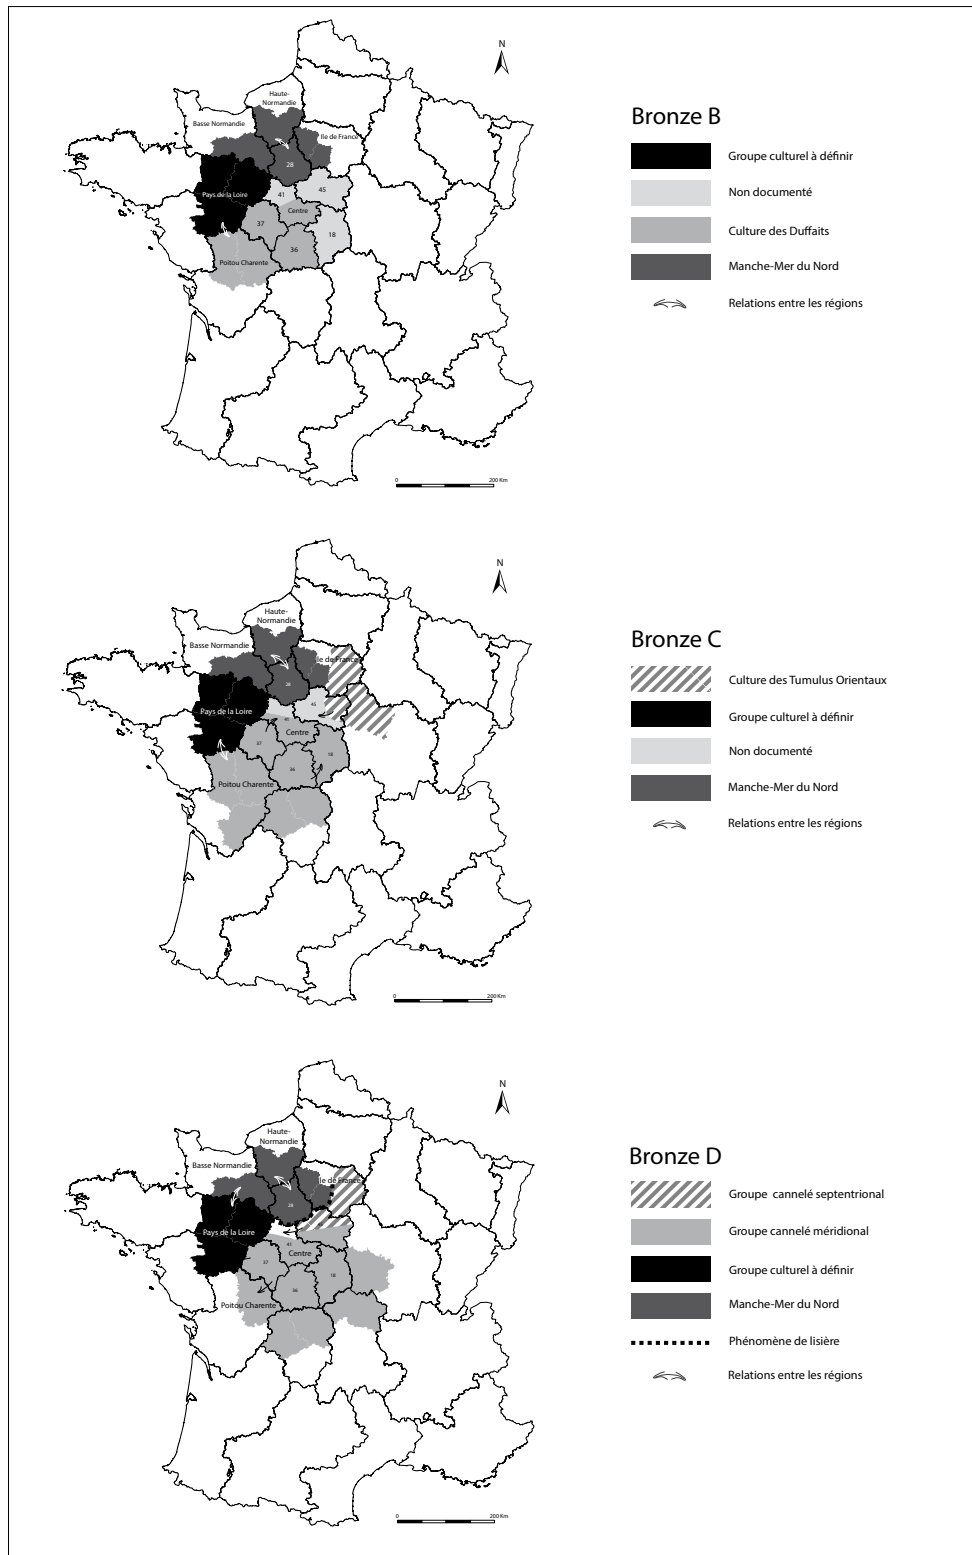 N
Haute-
Normandie
Basse Normandie
Ile de France
28
Pays de la Loire
41
45
Centre
37
18
36
Poitou Charente
0
200 Km
Bronze B
Groupe culturel à définir
Non documenté
Culture des Duffaits
Manche-Mer du Nord
Relations entre les régions
N
Haute-
Normandie
Basse Normandie
Ile de France
28
Pays de la Loire
45
41
Centre
37
18
36
Poitou Charente
0
200 Km
Bronze C
Culture des Tumulus Orientaux
Groupe culturel à définir
Non documenté
Manche-Mer du Nord
Relations entre les régions
N
Haute-
Normandie
Basse Normandie
Ile de France
28
Pays de la Loire
41
Centre
37
18
36
Poitou Charente
0
200 Km
Bronze D
Groupe cannelé septentrional
Groupe cannelé méridional
Groupe culturel à définir
Manche-Mer du Nord
Phénomène de lisière
Relations entre les régions